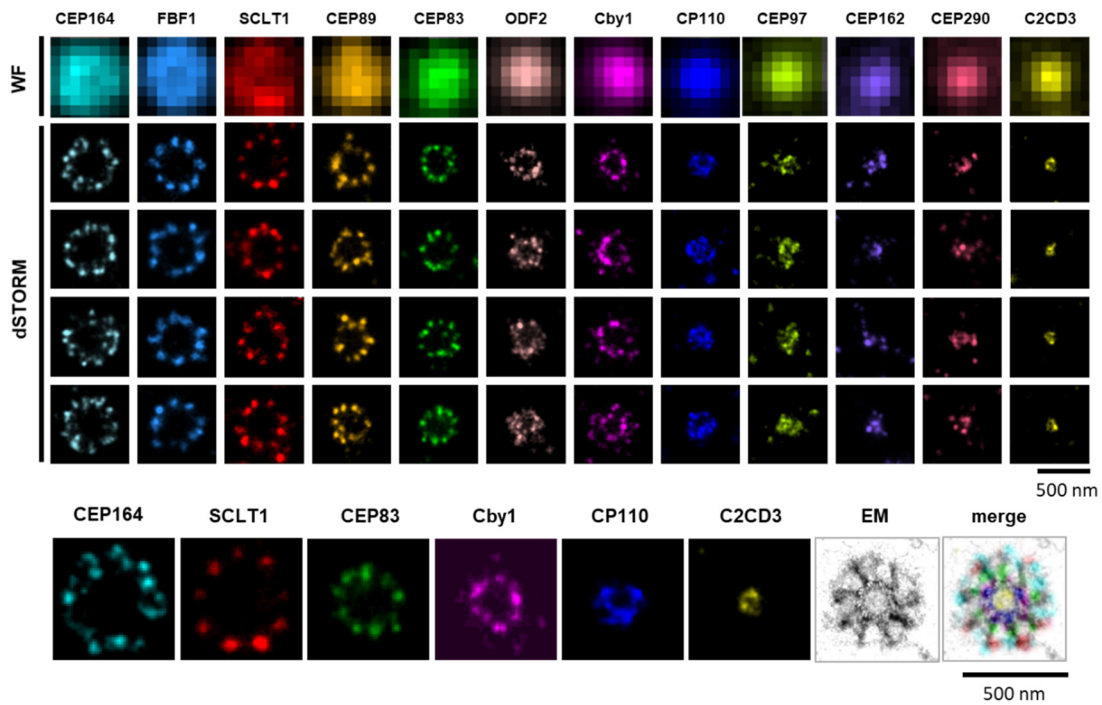 CEP164 FBF1 SCLT1 CEP89 CEP83 ODF2 Cby1 CP110 CEP97 CEP162 CEP290 C2CD3
WF
dSTORM
500 nm
CEP164 SCLT1 CEP83 Cby1 CP110 C2CD3 EM merge
500 nm